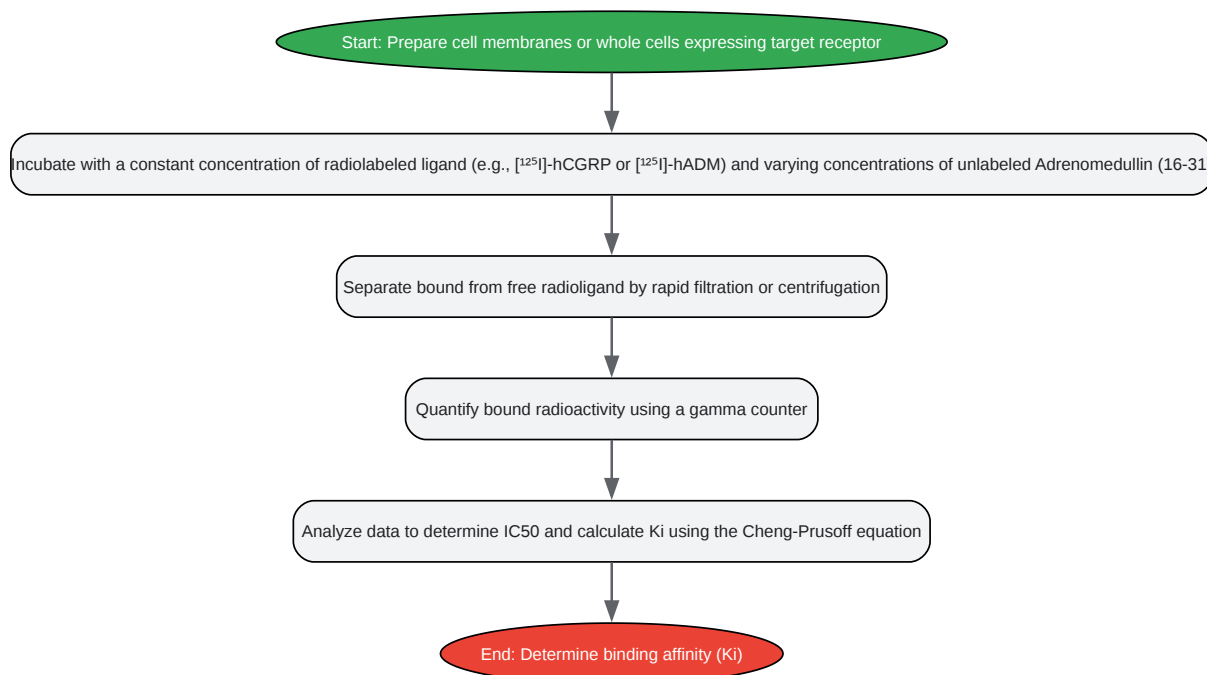 Start: Prepare cell membranes or whole cells expressing target receptor
Incubate with a constant concentration of radiolabeled ligand (e.g., [¹²⁵I]-hCGRP or [¹²⁵I]-hADM) and varying concentrations of unlabeled Adrenomedullin (16-31
Separate bound from free radioligand by rapid filtration or centrifugation
Quantify bound radioactivity using a gamma counter
Analyze data to determine IC50 and calculate Ki using the Cheng-Prusoff equation
End: Determine binding affinity (Ki)